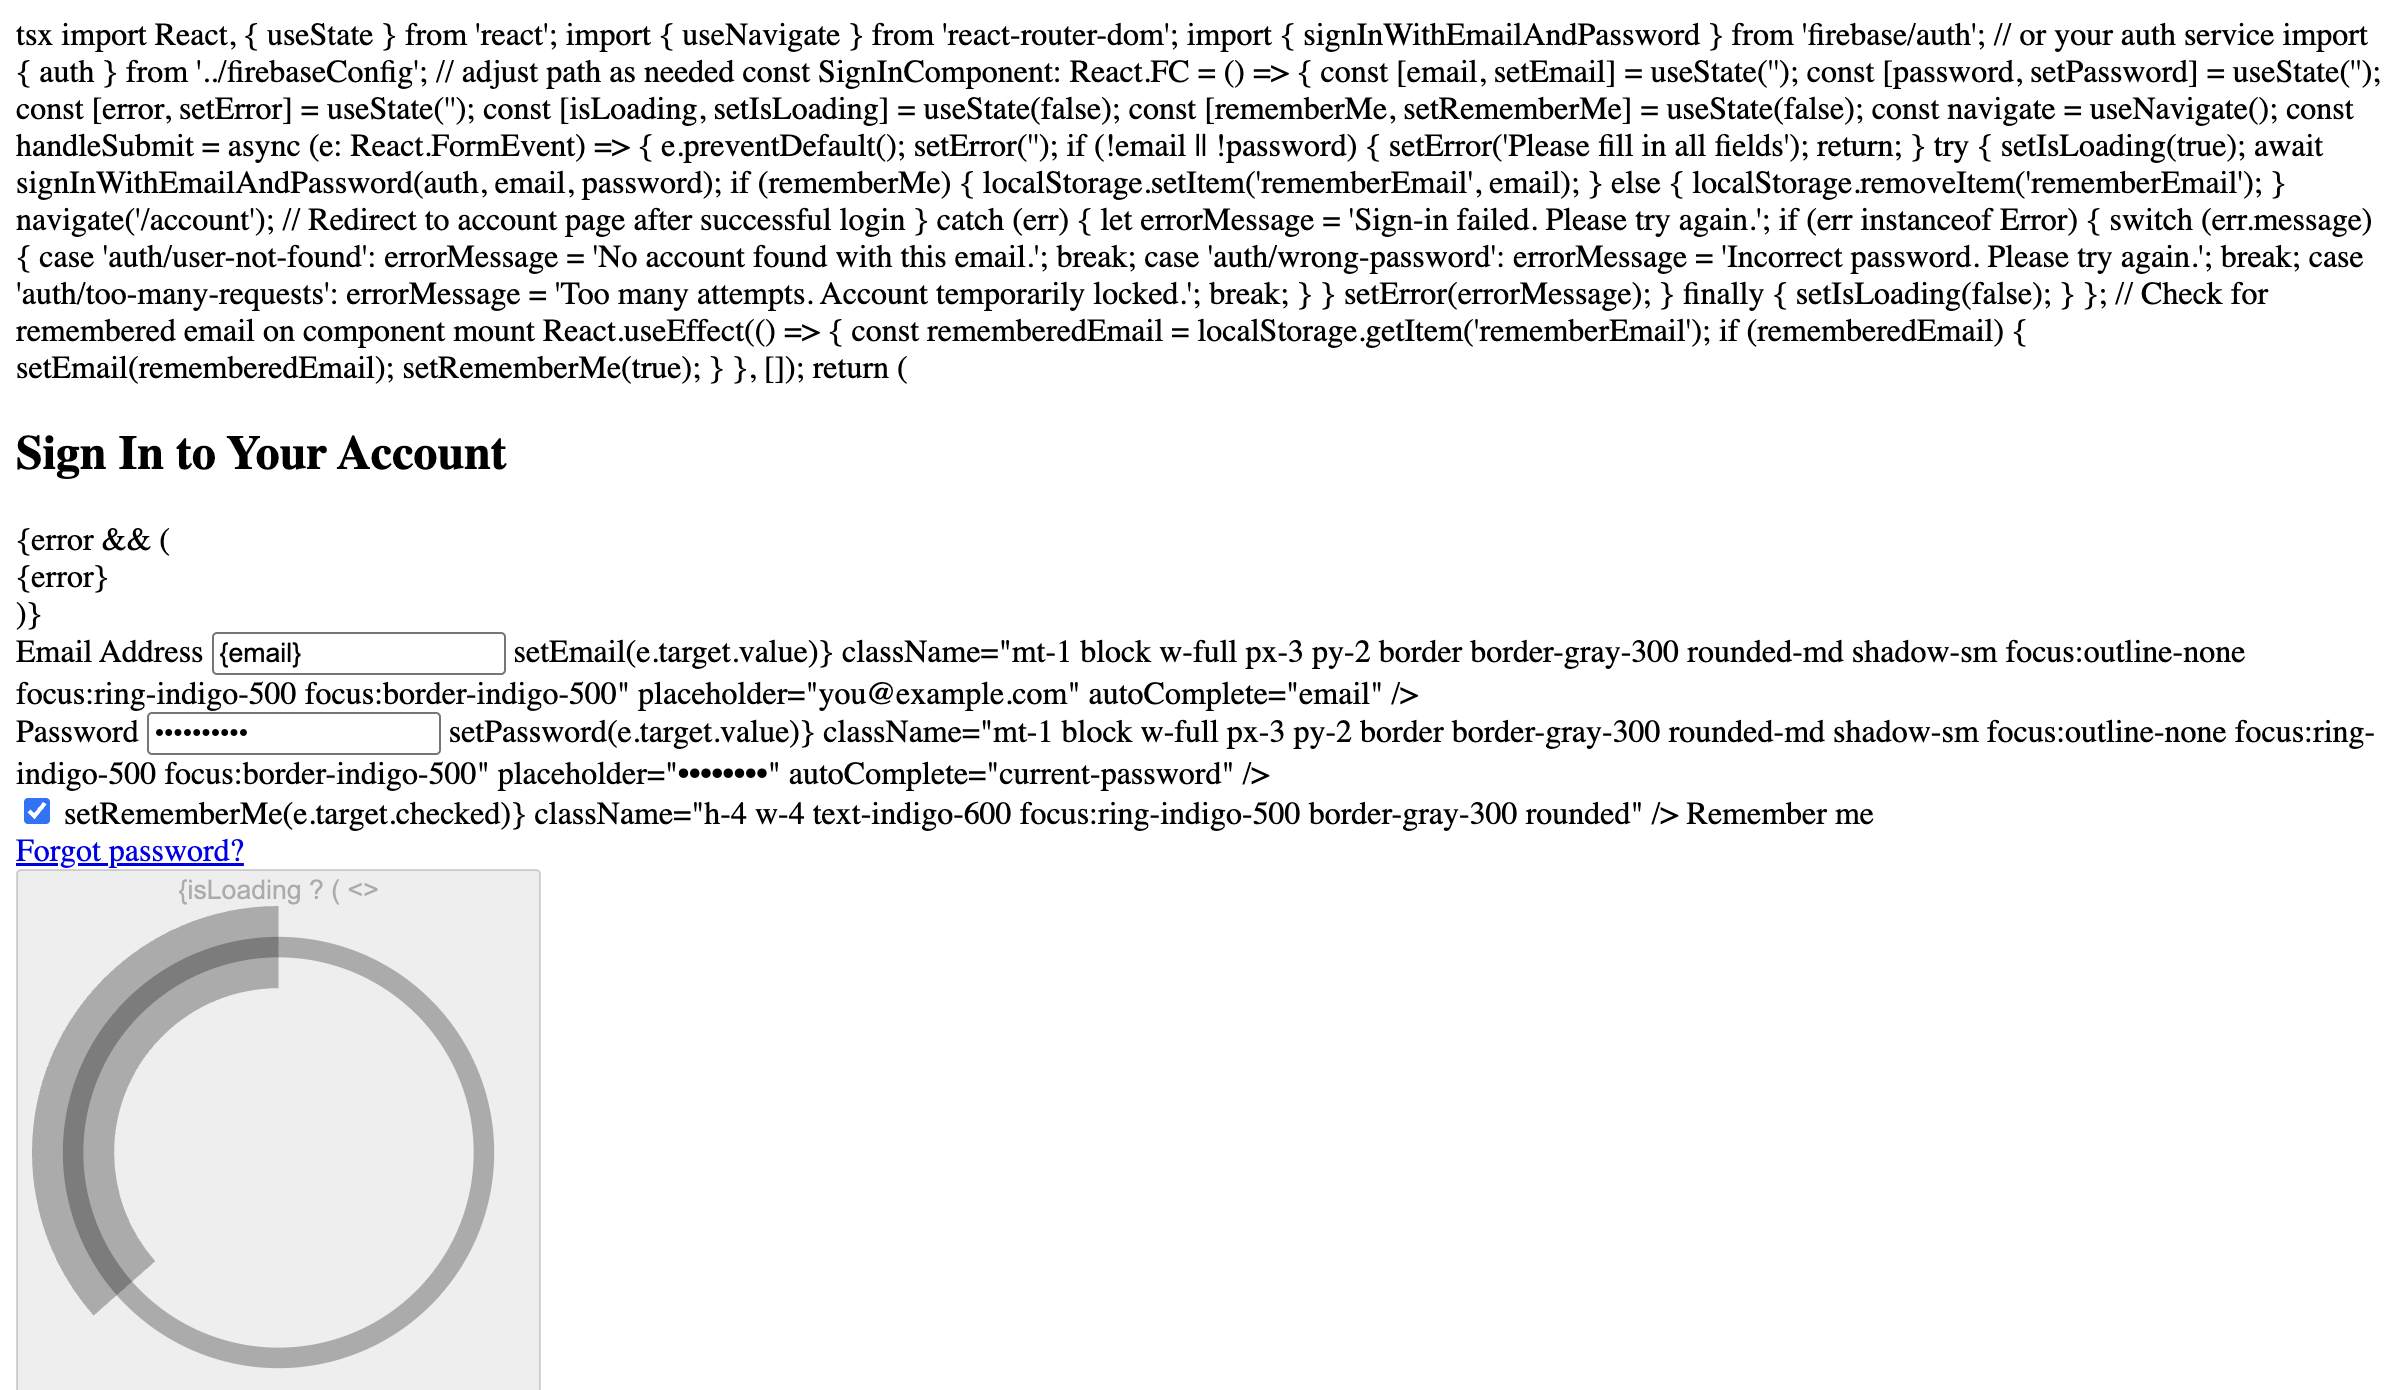 tsx import React, { useState } from 'react'; import { useNavigate } from 'react-router-dom'; import { signInWithEmailAndPassword } from 'firebase/auth'; // or your auth service import
{ auth } from '../firebaseConfig'; // adjust path as needed const SignInComponent: React.FC = () => { const [email, setEmail] = useState(''); const [password, setPassword] = useState('');
const [error, setError] = useState(''); const [isLoading, setIsLoading] = useState(false); const [rememberMe, setRememberMe] = useState(false); const navigate = useNavigate(); const
handleSubmit = async (e: React.FormEvent) => { e.preventDefault(); setError(''); if (!email || !password) { setError('Please fill in all fields'); return; } try { setIsLoading(true); await
signInWithEmailAndPassword(auth, email, password); if (rememberMe) { localStorage.setItem('rememberEmail', email); } else { localStorage.removeItem('rememberEmail'); }
navigate('/account'); // Redirect to account page after successful login } catch (err) { let errorMessage = 'Sign-in failed. Please try again.'; if (err instanceof Error) { switch (err.message)
{ case 'auth/user-not-found': errorMessage = 'No account found with this email.'; break; case 'auth/wrong-password': errorMessage = 'Incorrect password. Please try again.'; break; case
'auth/too-many-requests': errorMessage = 'Too many attempts. Account temporarily locked.'; break; } } setError(errorMessage); } finally { setIsLoading(false); } }; // Check for
remembered email on component mount React.useEffect(() => { const rememberedEmail = localStorage.getItem('rememberEmail'); if (rememberedEmail) {
setEmail(rememberedEmail); setRememberMe(true); } }, []); return (
Sign In to Your Account
{error && (
{error}
)}
Email Address {email} setEmail(e.target.value)} className="mt-1 block w-full px-3 py-2 border border-gray-300 rounded-md shadow-sm focus:outline-none
focus:ring-indigo-500 focus:border-indigo-500" placeholder="you@example.com" autoComplete="email" />
Password •••••••••• setPassword(e.target.value)} className="mt-1 block w-full px-3 py-2 border border-gray-300 rounded-md shadow-sm focus:outline-none focus:ring-
indigo-500 focus:border-indigo-500" placeholder="••••••••" autoComplete="current-password" />
setRememberMe(e.target.checked)} className="h-4 w-4 text-indigo-600 focus:ring-indigo-500 border-gray-300 rounded" /> Remember me
Forgot password?
{isLoading ? ( <>